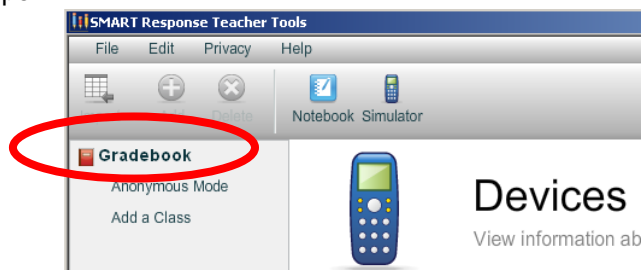 SMART Response Teacher Tools
File Edit Privacy Help
Delete Notebook Simulator
Gradebook
Anonymous Mode
Add a Class
Devices
View information ab